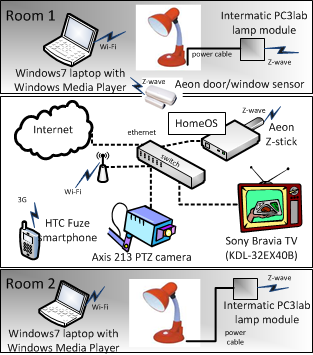 Room 1
Intermatic PC3lab
lamp module
Wi-Fi
power cable
Z-wave
Windows7 laptop with
Windows Media Player
Z-wave
Aeon door/window sensor
Internet
ethernet
HomeOS
Z-wave
Aeon
Z-stick
switch
Wi-Fi
3G
HTC Fuze
smartphone
Axis 213 PTZ camera
Sony Bravia TV
(KDL-32EX40B)
Room 2
Wi-Fi
Z-wave
Intermatic PC3lab
lamp module
power
cable
Windows7 laptop with
Windows Media Player